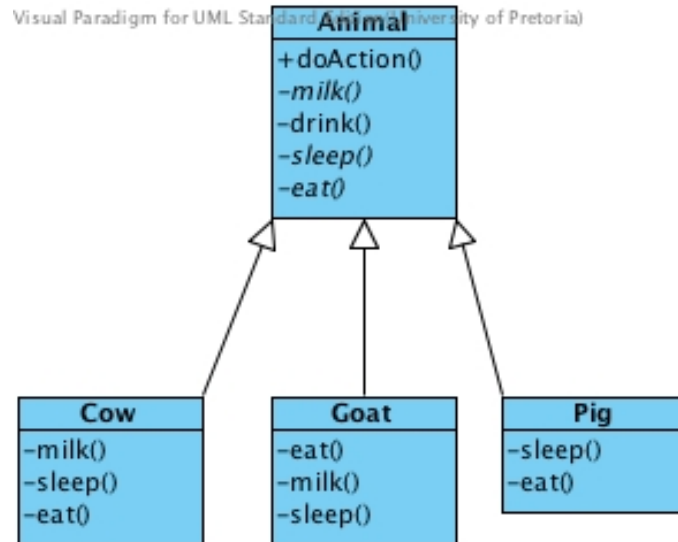 Visual Paradigm for UML Standard Edition(University of Pretoria)
Animal
+doAction()
-milk()
-drink()
-sleep()
-eat()
Cow
-milk()
-sleep()
-eat()
Goat
-eat()
-milk()
-sleep()
Pig
-sleep()
-eat()